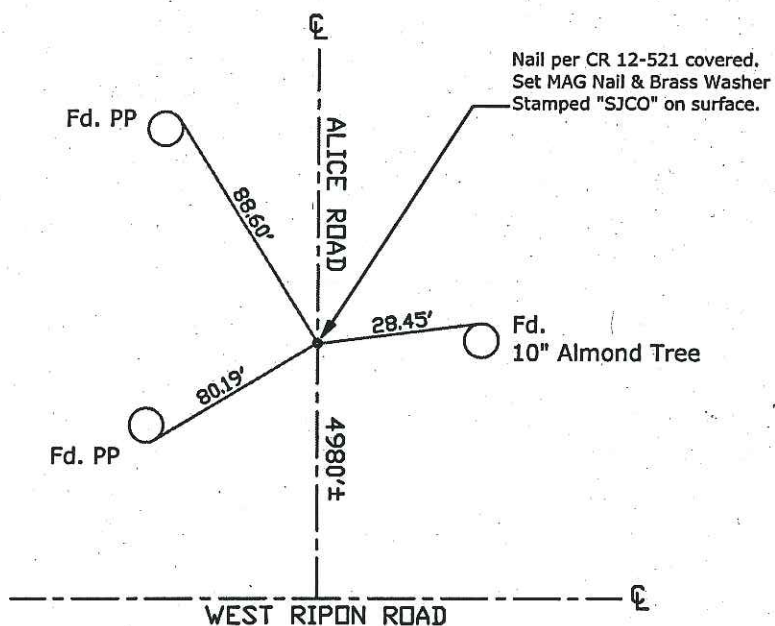 ℄
Nail per CR 12-521 covered.
Set MAG Nail & Brass Washer
Stamped "SJCO" on surface.
Fd. PP
ALICE ROAD
88.60'
28.45'
Fd.
10" Almond Tree
80.19'
Fd. PP
4980'±
℄
WEST RIPON ROAD